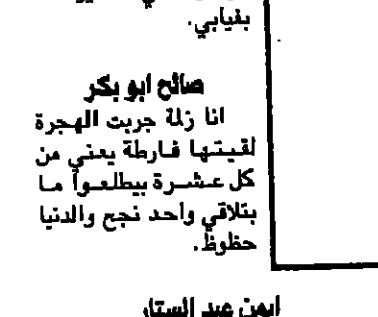 بغيابي.
صالح ابو بكر
انا زلمة جربت الهجرة
لقيتها فارطة يعني من
كل عشرة بيطلعوا ما
بتلاقي واحد نجح والدنيا
حظوظ.
ايمن عبد الستار